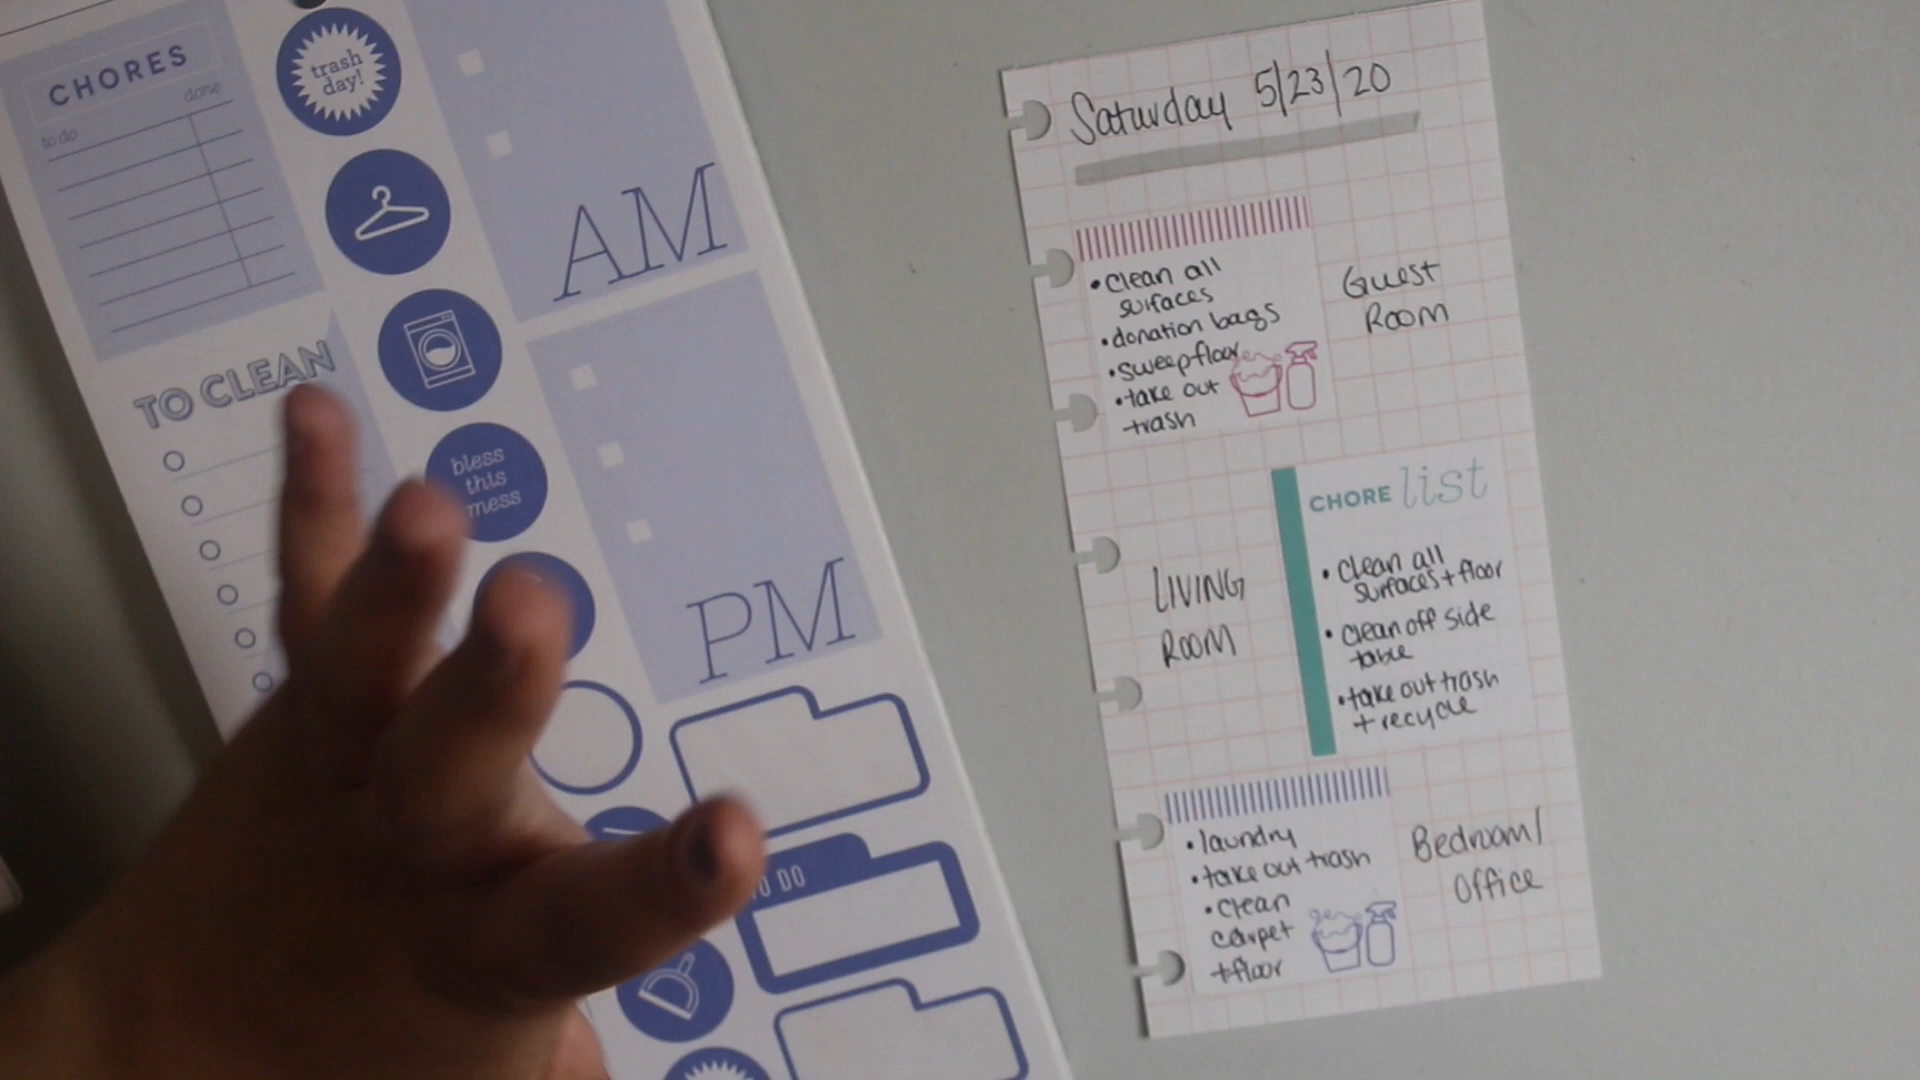 CHORES
done
to do
trash
day!
AM
TO CLEAN
bless
this
mess
PM
TO DO
Saturday 5/23/20
• Clean all
surfaces
• donation bags
• sweep floor
• take out
trash
Guest
Room
LIVING
ROOM
CHORE list
• Clean all
surfaces + floor
• Clean off side
table
• take out trash
+ recycle
• laundry
• take out trash
• Clean
carpet
+ floor
Bedroom/
Office